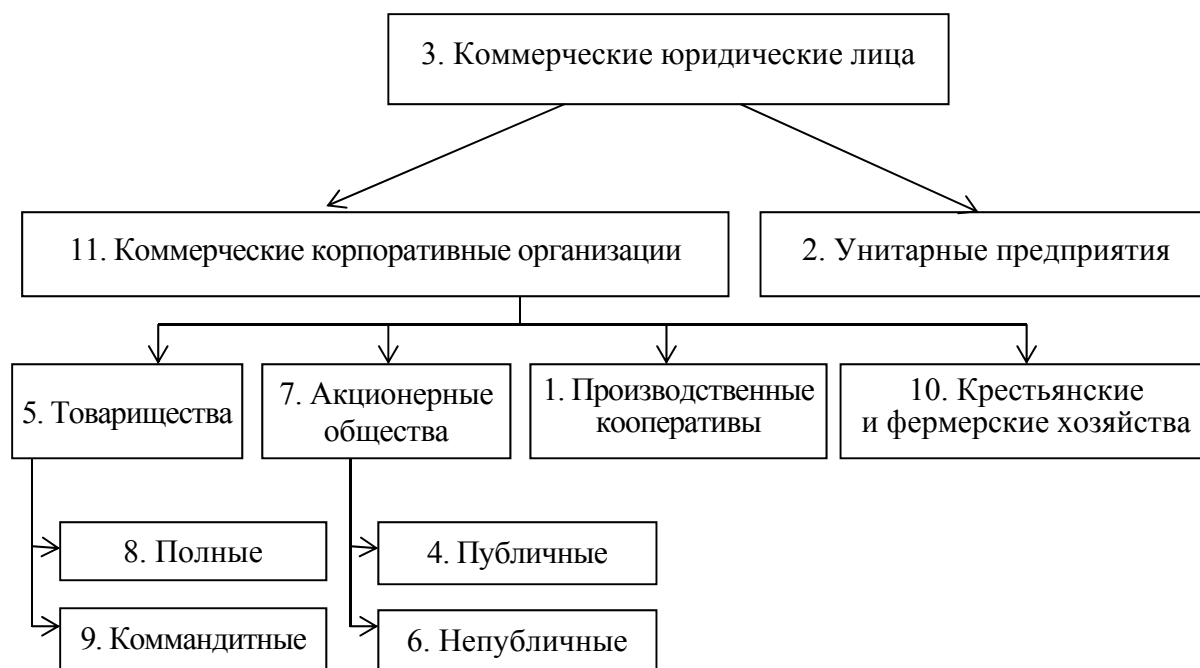 3. Коммерческие юридические лица
11. Коммерческие корпоративные организации
2. Унитарные предприятия
5. Товарищества
7. Акционерные
общества
1. Производственные
кооперативы
10. Крестьянские
и фермерские хозяйства
8. Полные
4. Публичные
9. Коммандитные
6. Непубличные